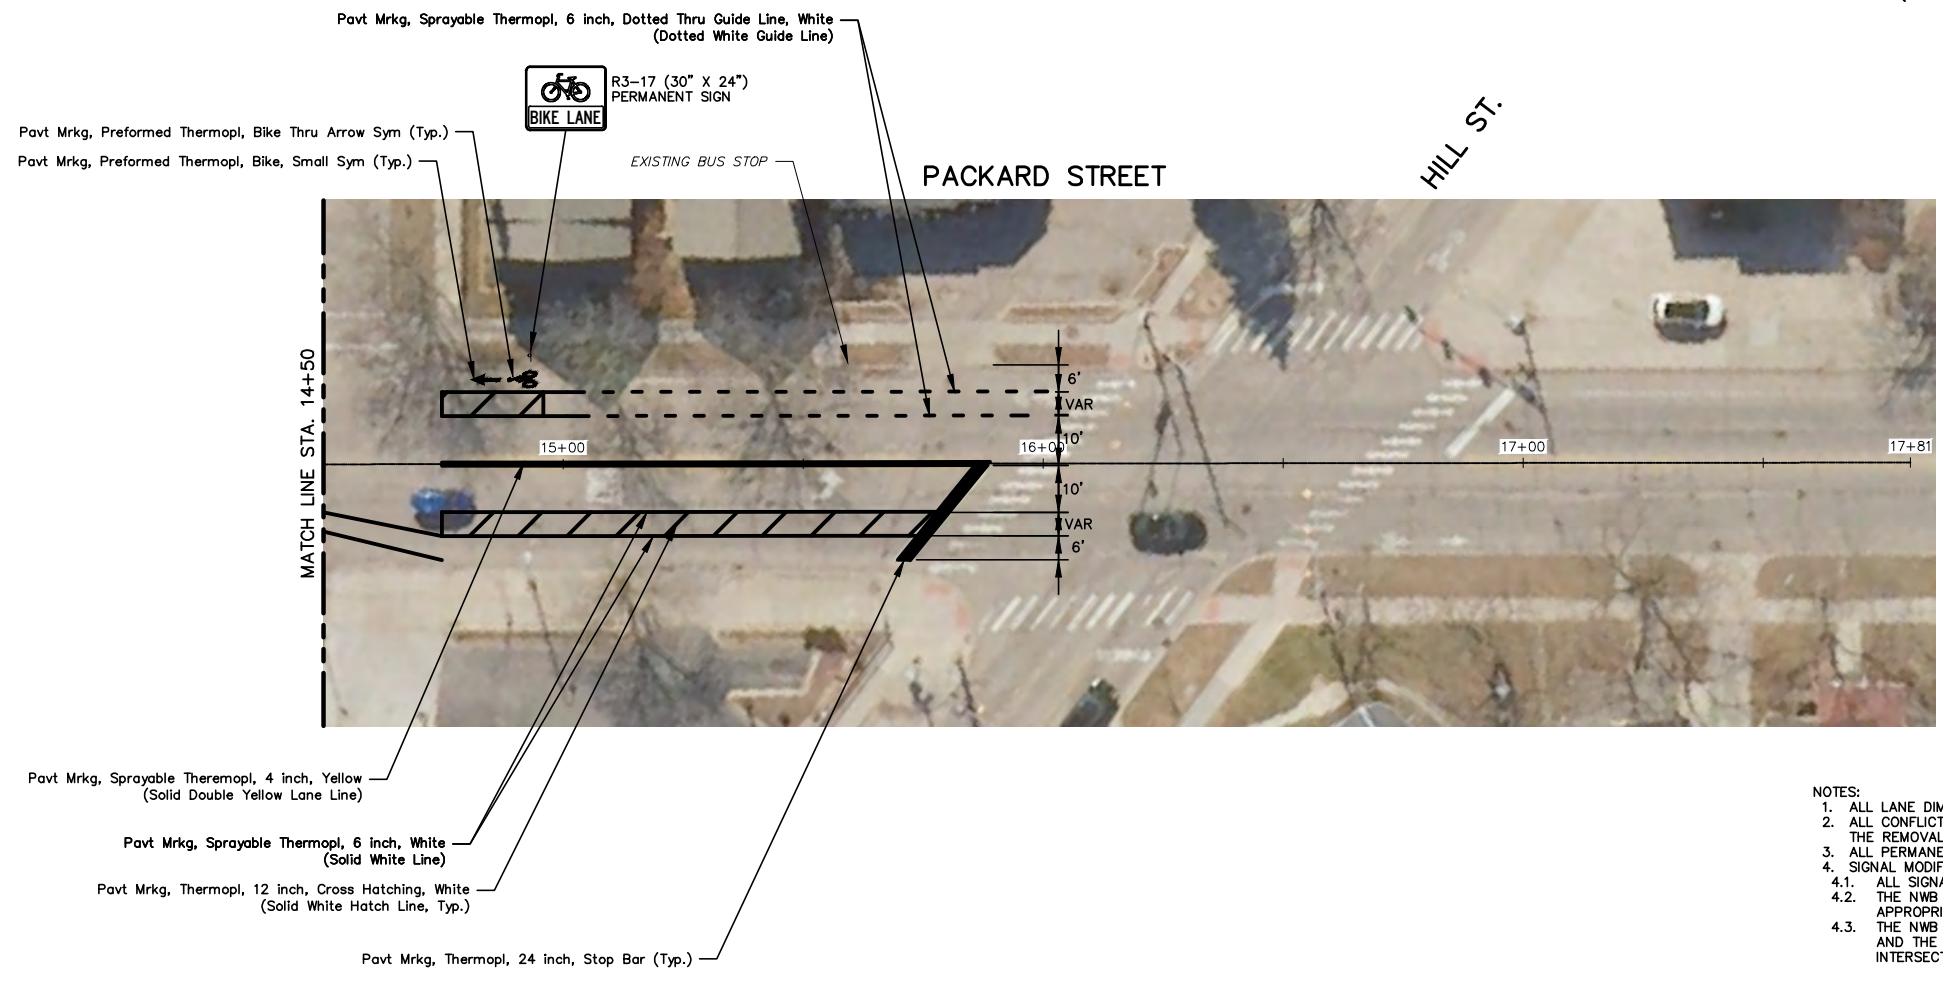 Pavt Mrkg, Sprayable Thermopl, 6 inch, Dotted Thru Guide Line, White
(Dotted White Guide Line)
R3-17 (30" X 24")
PERMANENT SIGN
BIKE LANE
Pavt Mrkg, Preformed Thermopl, Bike Thru Arrow Sym (Typ.)
Pavt Mrkg, Preformed Thermopl, Bike, Small Sym (Typ.)
EXISTING BUS STOP
PACKARD STREET
HILL ST.
MATCH LINE STA. 14+50
6'
VAR
10'
15+00
16+00
17+00
17+81
10'
VAR
6'
Pavt Mrkg, Sprayable Theremopl, 4 inch, Yellow
(Solid Double Yellow Lane Line)
Pavt Mrkg, Sprayable Thermopl, 6 inch, White
(Solid White Line)
Pavt Mrkg, Thermopl, 12 inch, Cross Hatching, White
(Solid White Hatch Line, Typ.)
Pavt Mrkg, Thermopl, 24 inch, Stop Bar (Typ.)
NOTES:
1. ALL LANE DIM
2. ALL CONFLICT
THE REMOVAL
3. ALL PERMANE
4. SIGNAL MODIF
4.1. ALL SIGNA
4.2. THE NWB
APPROPRI
4.3. THE NWB
AND THE
INTERSECT